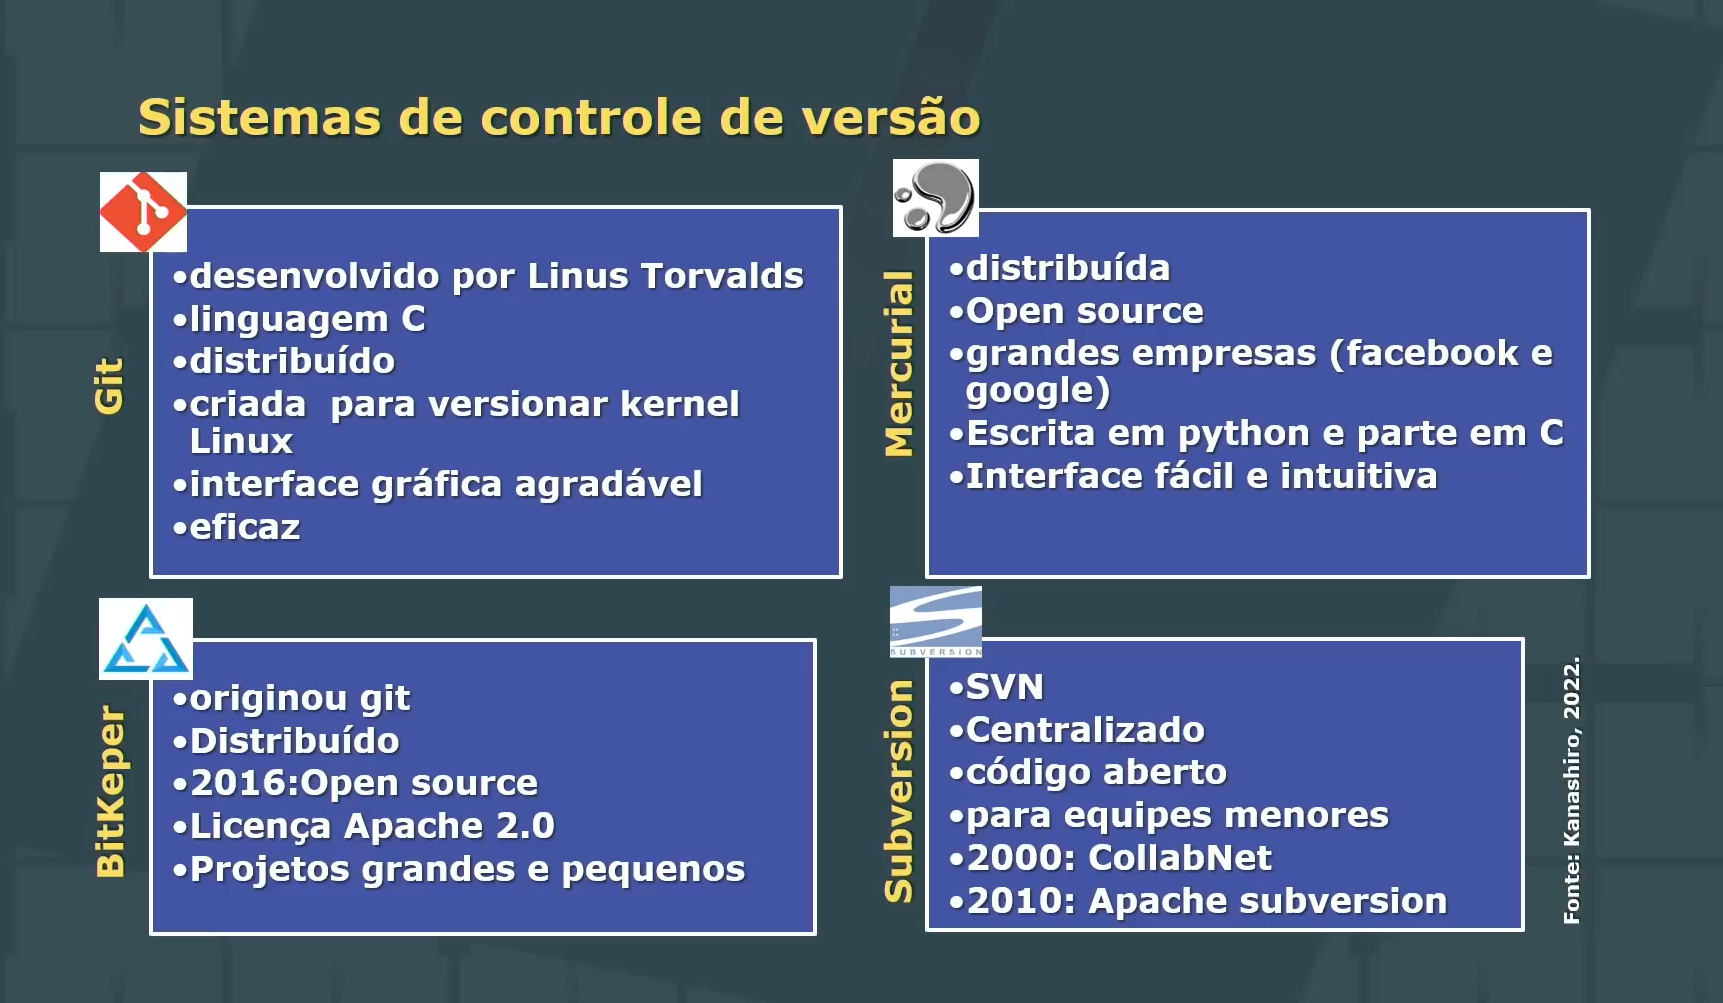 Sistemas de controle de versão
Git
•desenvolvido por Linus Torvalds
•linguagem C
•distribuído
•criada para versionar kernel
Linux
•interface gráfica agradável
•eficaz
Mercurial
•distribuída
•Open source
•grandes empresas (facebook e
google)
•Escrita em python e parte em C
•Interface fácil e intuitiva
BitKeper
•originou git
•Distribuído
•2016:Open source
•Licença Apache 2.0
•Projetos grandes e pequenos
SUBVERSION
Subversion
•SVN
•Centralizado
•código aberto
•para equipes menores
•2000: CollabNet
•2010: Apache subversion
Fonte: Kanashiro, 2022.